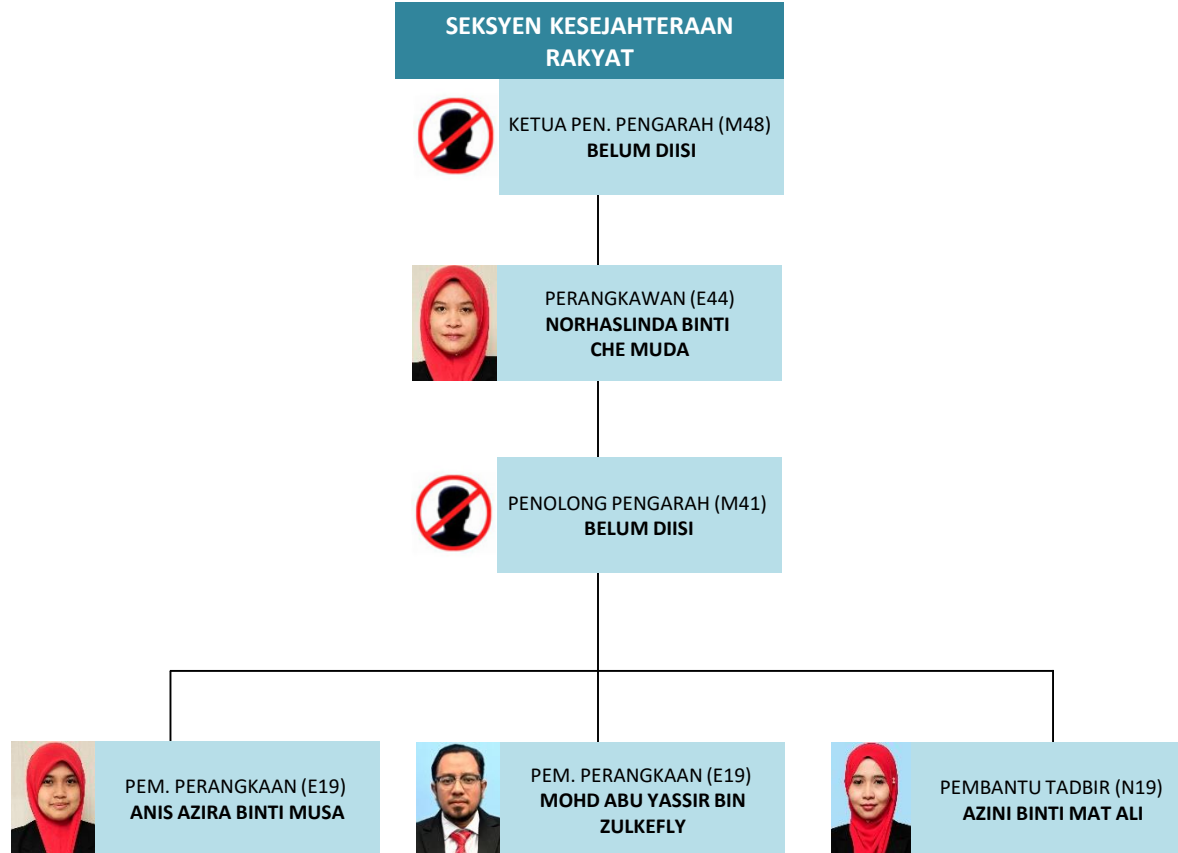 SEKSYEN KESEJAHTERAAN
RAKYAT
KETUA PEN. PENGARAH (M48)
BELUM DIISI
PERANGKAWAN (E44)
NORHASLINDA BINTI
CHE MUDA
PENOLONG PENGARAH (M41)
BELUM DIISI
PEM. PERANGKAAN (E19)
ANIS AZIRA BINTI MUSA
PEM. PERANGKAAN (E19)
MOHD ABU YASSIR BIN
ZULKEFLY
PEMBANTU TADBIR (N19)
AZINI BINTI MAT ALI